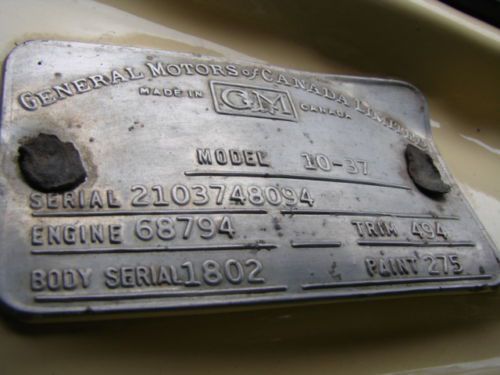 GENERAL MOTORS OF CANADA LIMITED
MADE IN GM CANADA
MODEL 10-37
SERIAL 2103748094
ENGINE 68794 TRIM 494
BODY SERIAL 1802 PAINT 275